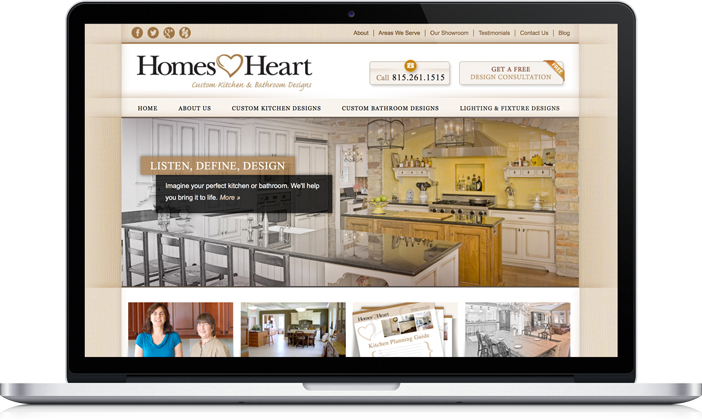 About | Areas We Serve | Our Showroom | Testimonials | Contact Us | Blog
Homes Heart
Custom Kitchen & Bathroom Designs
Call 815.261.1515
GET A FREE
DESIGN CONSULTATION
FREE
HOME ABOUT US CUSTOM KITCHEN DESIGNS CUSTOM BATHROOM DESIGNS LIGHTING & FIXTURE DESIGNS
LISTEN, DEFINE, DESIGN
Imagine your perfect kitchen or bathroom. We'll help
you bring it to life. More »
Homes Heart
Kitchen Planning Guide